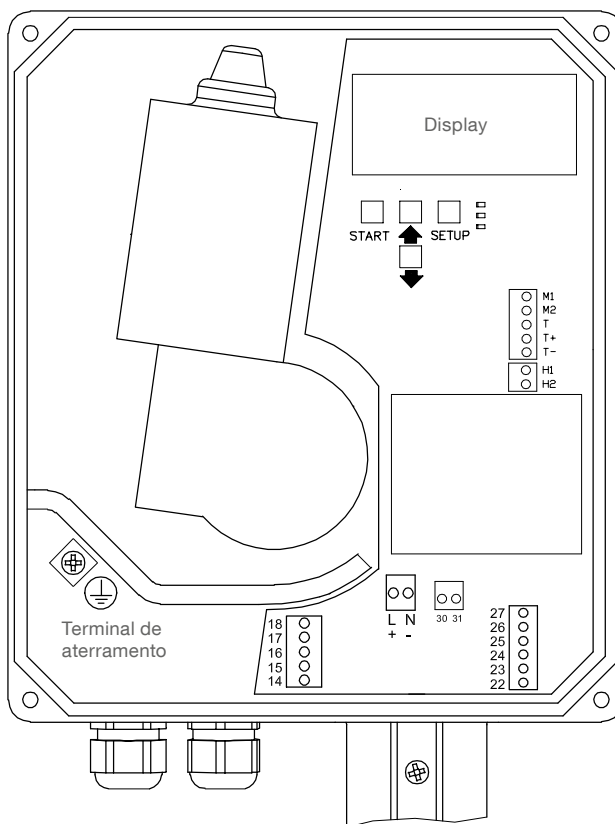 Display
START
SETUP
M1
M2
T
T+
T-
H1
H2
L N
+ -
30 31
Terminal de
aterramento
18
17
16
15
14
27
26
25
24
23
22